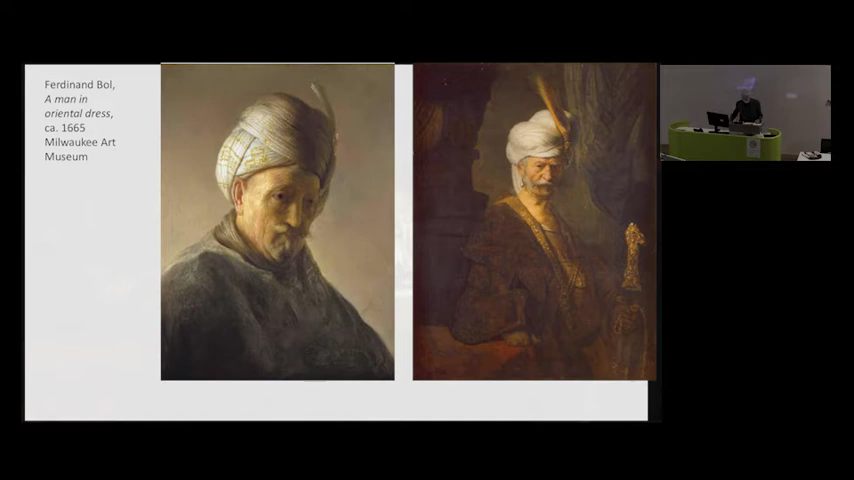 Ferdinand Bol,
A man in
oriental dress,
ca. 1665
Milwaukee Art
Museum